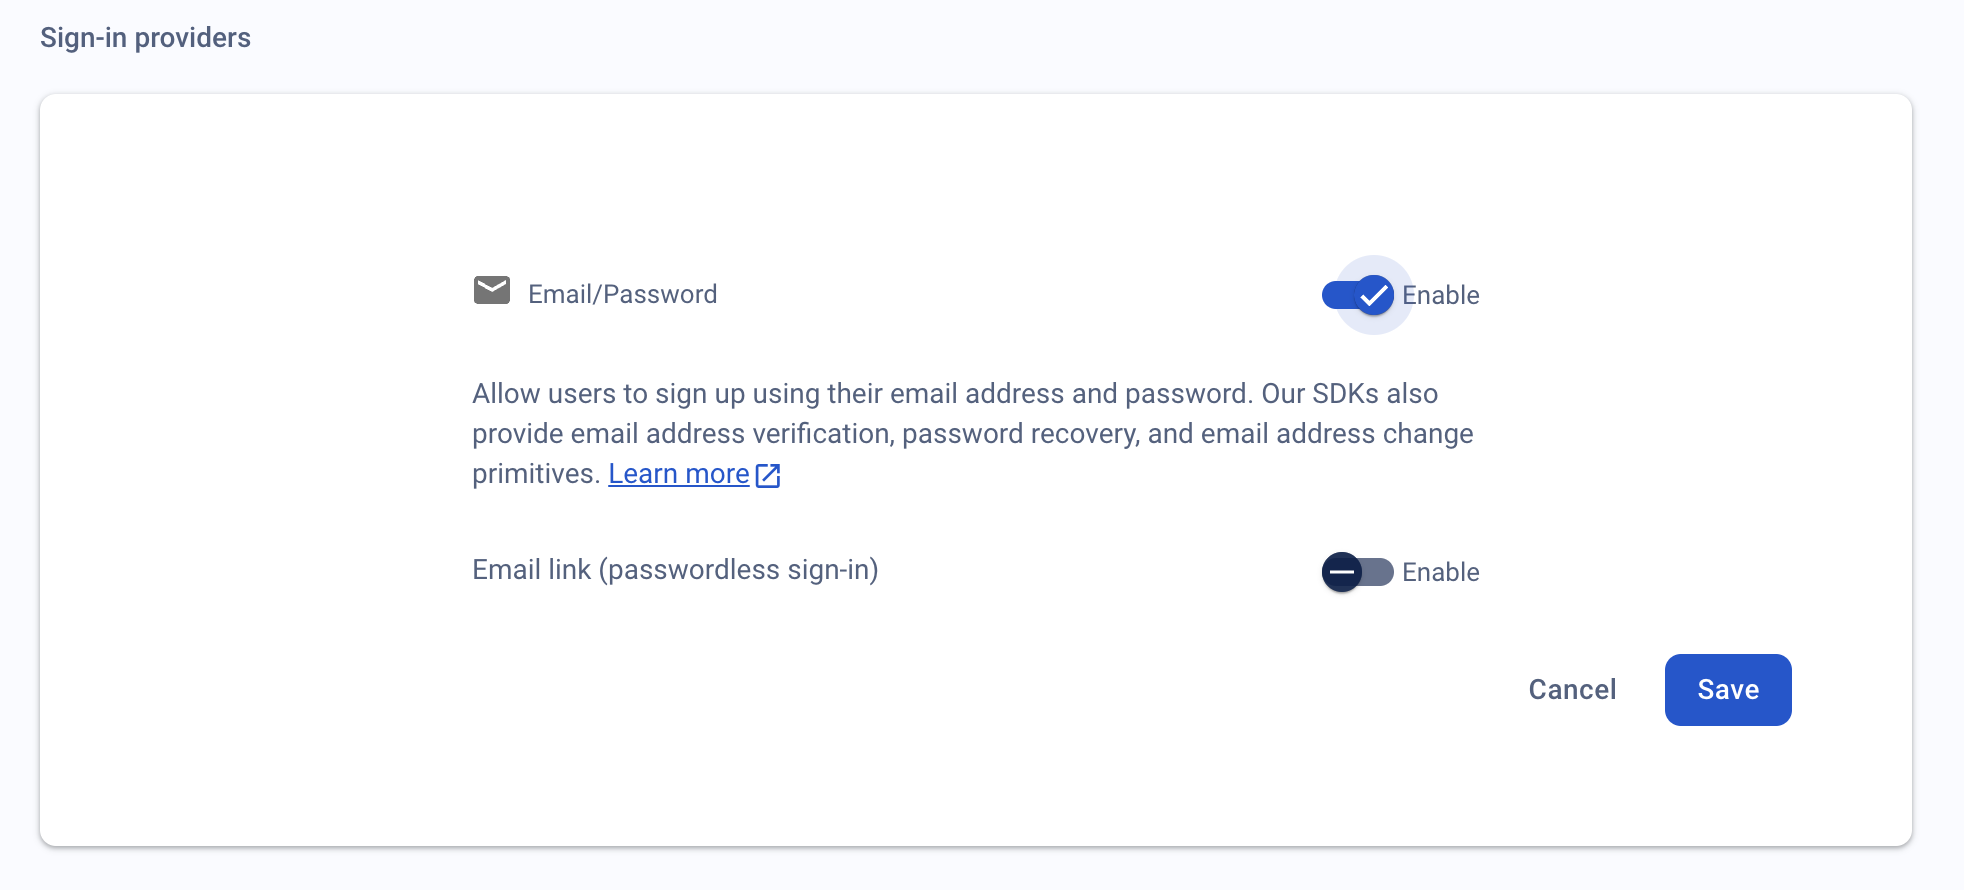 Sign-in providers
Email/Password
Enable
Allow users to sign up using their email address and password. Our SDKs also
provide email address verification, password recovery, and email address change
primitives. Learn more
Email link (passwordless sign-in)
Enable
Cancel
Save